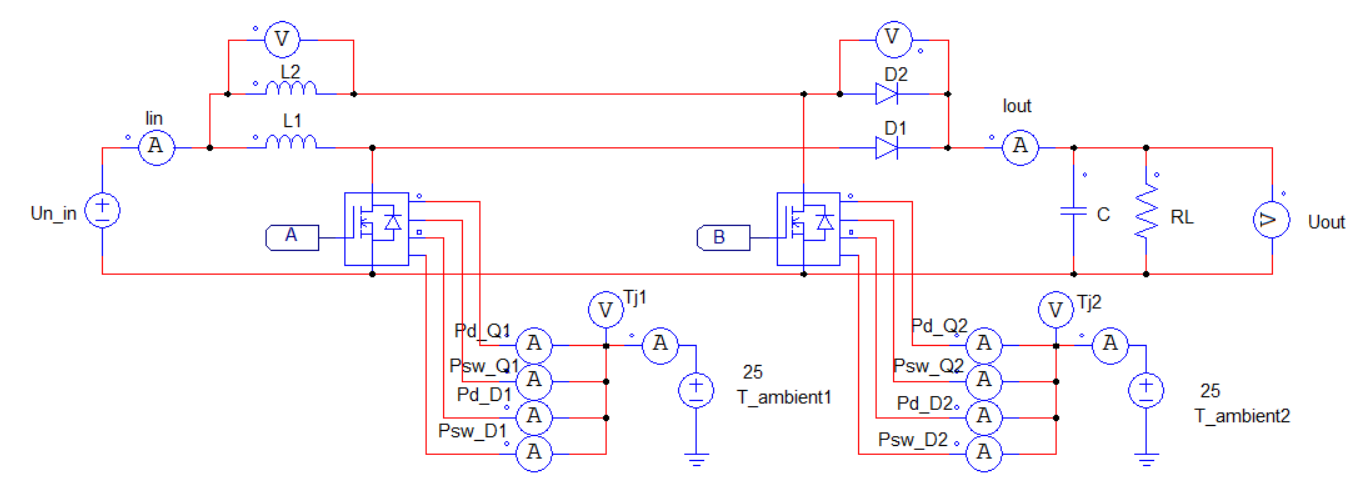 V
V
L2
D2
Iin
L1
D1
Iout
A
A
Un_in
A
B
C
RL
V
Uout
Tj1
V
Tj2
V
Pd_Q1
A
A
Pd_Q2
A
A
Psw_Q1
A
25
Psw_Q2
A
25
Pd_D1
A
T_ambient1
Pd_D2
A
T_ambient2
Psw_D1
A
Psw_D2
A